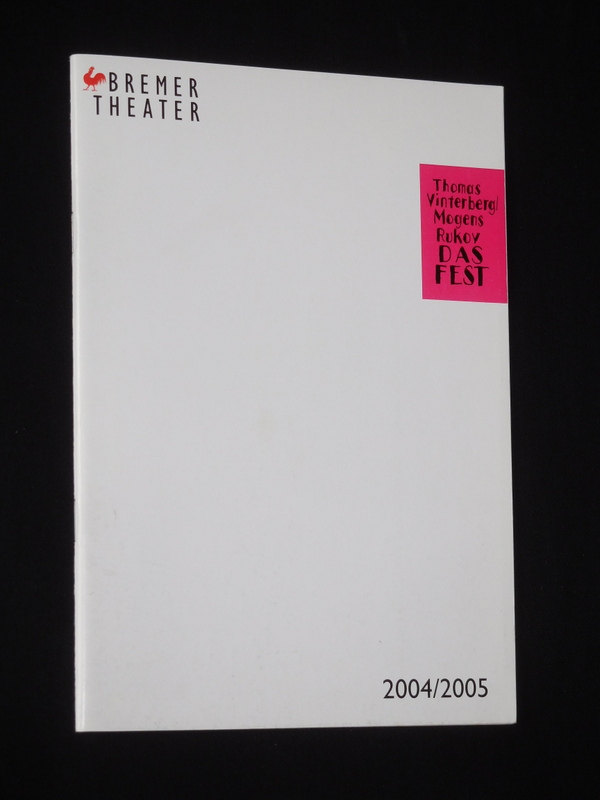 BREMER
THEATER
Thomas
Vinterberg/
Mogens
Rukov
DAS
FEST
2004/2005